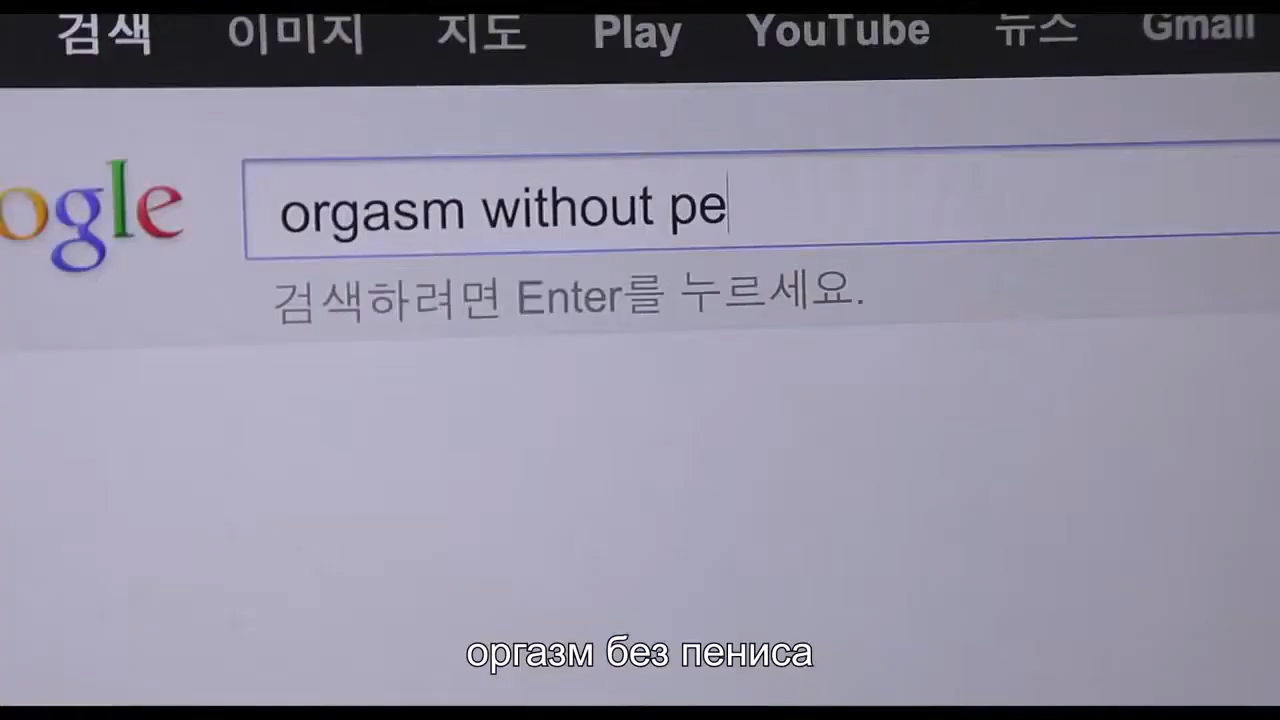 검색 이미지 지도 Play YouTube 뉴스 Gmail
ogle orgasm without pe
검색하려면 Enter를 누르세요.
оргазм без пениса